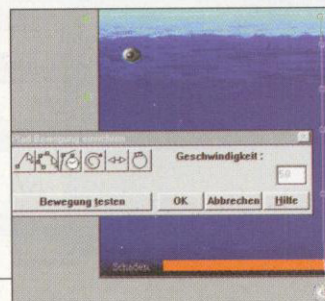 Pfad-Bewegung einrichten
Geschwindigkeit :
50
Bewegung testen OK Abbrechen Hilfe
Schaden: